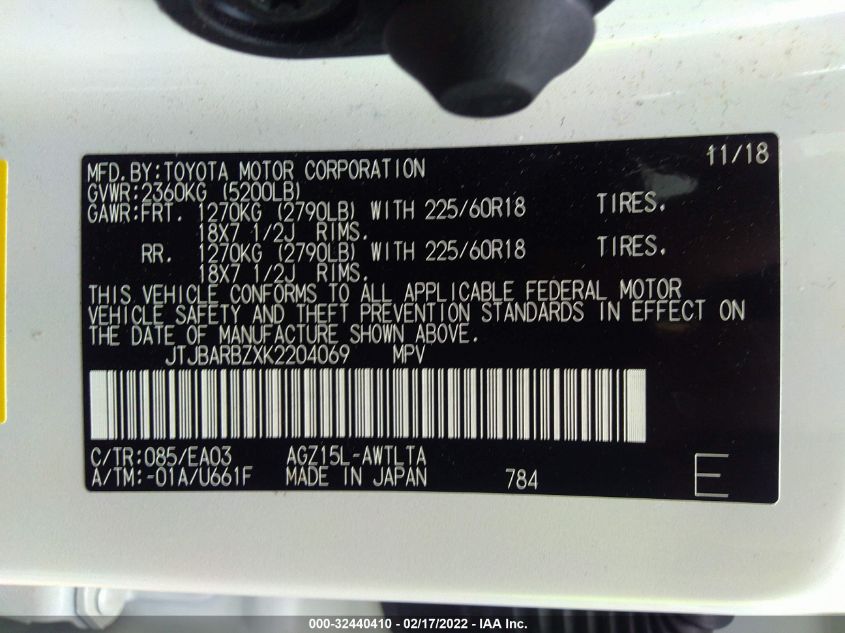 MFD.BY:TOYOTA MOTOR CORPORATION 11/18
GVWR:2360KG (5200LB)
GAWR:FRT. 1270KG (2790LB) WITH 225/60R18 TIRES.
18X7 1/2J RIMS.
RR. 1270KG (2790LB) WITH 225/60R18 TIRES.
18X7 1/2J RIMS.
THIS VEHICLE CONFORMS TO ALL APPLICABLE FEDERAL MOTOR
VEHICLE SAFETY AND THEFT PREVENTION STANDARDS IN EFFECT ON
THE DATE OF MANUFACTURE SHOWN ABOVE.
JTJBARBZXK2204069 MPV
C/TR:085/EA03 AGZ15L-AWTLTA
A/TM:-01A/U661F MADE IN JAPAN 784 E
000-32440410 - 02/17/2022 - IAA Inc.